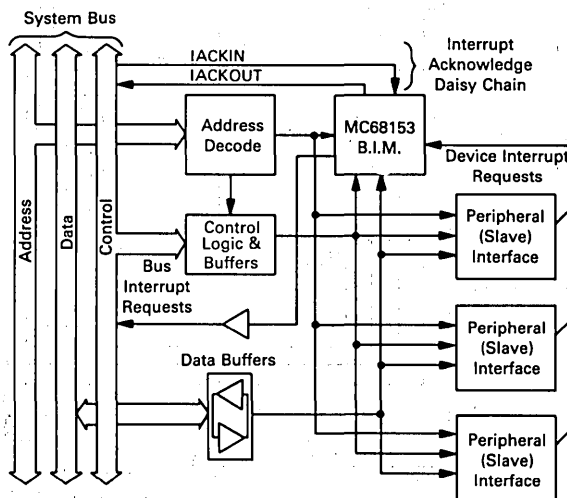 System Bus
IACKIN
IACKOUT
Interrupt
Acknowledge
Daisy Chain
Address
Decode
MC68153
B.I.M.
Device Interrupt
Requests
Address
Data
Control
Control
Logic &
Buffers
Bus
Interrupt
Requests
Peripheral
(Slave)
Interface
Data Buffers
Peripheral
(Slave)
Interface
Peripheral
(Slave)
Interface